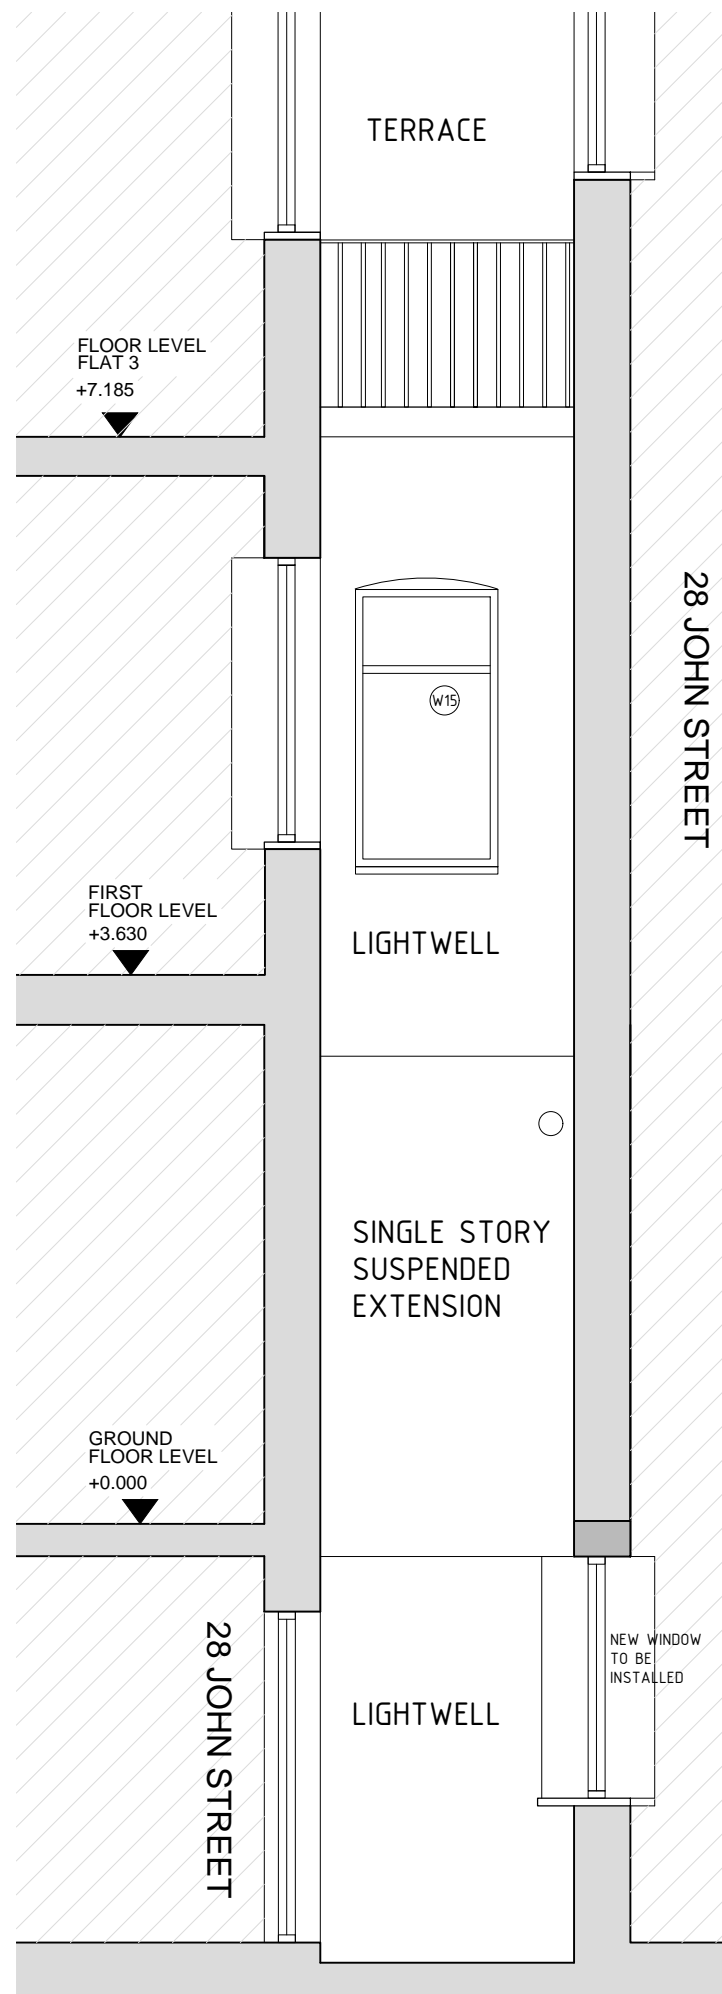 TERRACE
FLOOR LEVEL
FLAT 3
+7.185
28 JOHN STREET
W15
FIRST
FLOOR LEVEL
+3.630
LIGHTWELL
SINGLE STORY
SUSPENDED
EXTENSION
GROUND
FLOOR LEVEL
+0.000
28 JOHN STREET
NEW WINDOW
TO BE
INSTALLED
LIGHTWELL